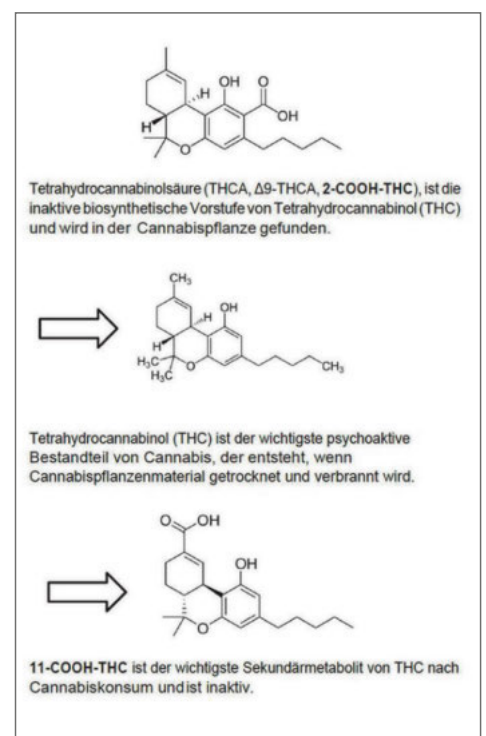 OH
O
H
OH
H
O
Tetrahydrocannabinolsäure (THCA, Δ9-THCA, 2-COOH-THC), ist die
inaktive biosynthetische Vorstufe von Tetrahydrocannabinol (THC)
und wird in der Cannabispflanze gefunden.
CH₃
OH
H
H
H₃C
H₃C
O
CH₃
Tetrahydrocannabinol (THC) ist der wichtigste psychoaktive
Bestandteil von Cannabis, der entsteht, wenn
Cannabispflanzenmaterial getrocknet und verbrannt wird.
O
OH
OH
O
11-COOH-THC ist der wichtigste Sekundärmetabolit von THC nach
Cannabiskonsum undist inaktiv.